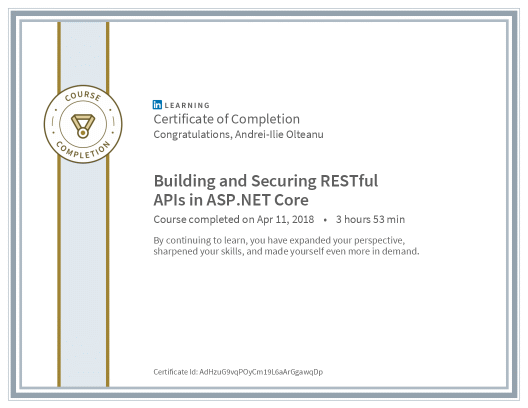 COURSE
COMPLETION
in LEARNING
Certificate of Completion
Congratulations, Andrei-Ilie Olteanu
Building and Securing RESTful
APIs in ASP.NET Core
Course completed on Apr 11, 2018 • 3 hours 53 min
By continuing to learn, you have expanded your perspective,
sharpened your skills, and made yourself even more in demand.
Certificate Id: AdHzuG9vqPOyCm19L6aArGgawqDp